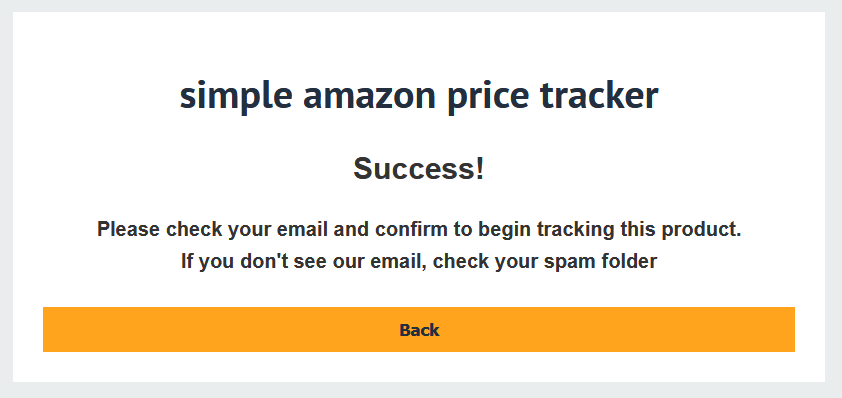 simple amazon price tracker
Success!
Please check your email and confirm to begin tracking this product.
If you don't see our email, check your spam folder
Back